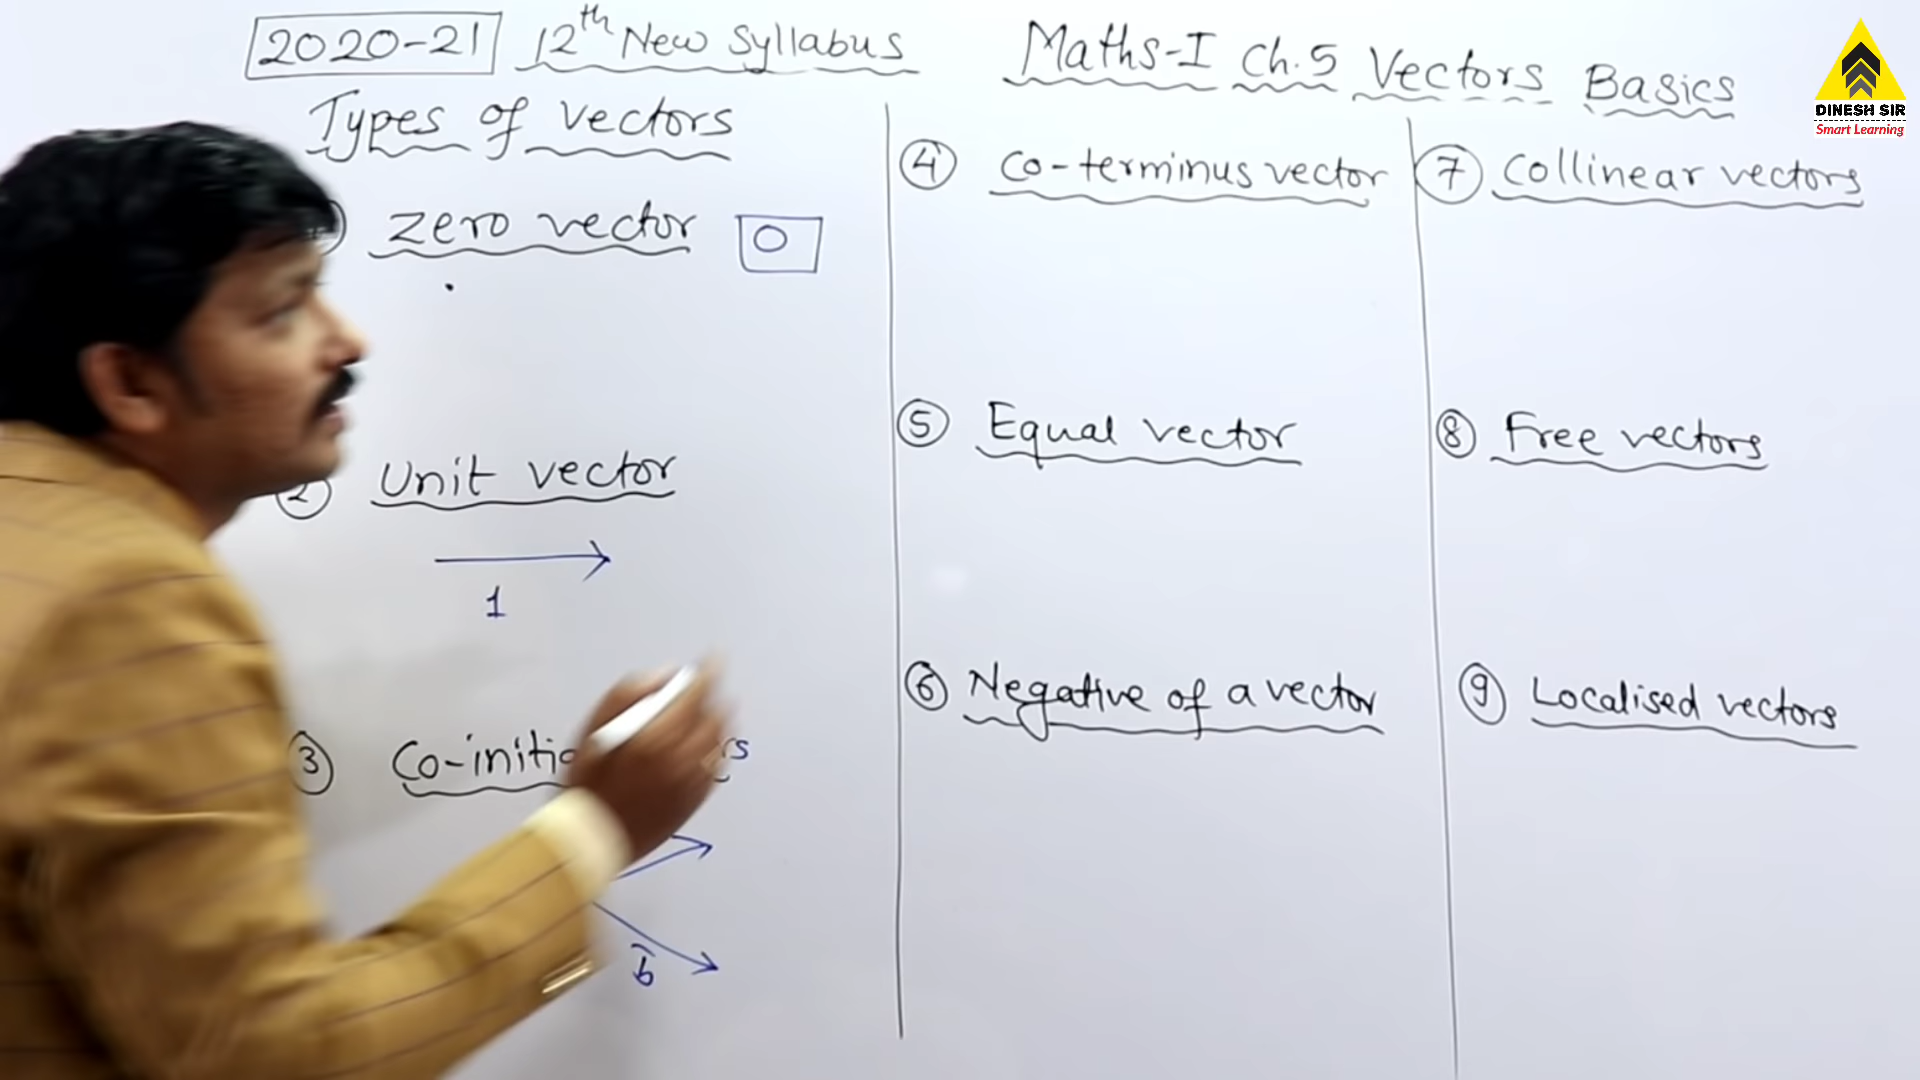 2020-21 12th New Syllabus Maths-I Ch.5 Vectors Basics
Types of vectors
zero vector 0
② Unit vector
1
③ Co-initia s
b̄
④ Co-terminus vector
⑤ Equal vector
⑥ Negative of a vector
⑦ Collinear vectors
⑧ Free vectors
⑨ Localised vectors
DINESH SIR
Smart Learning